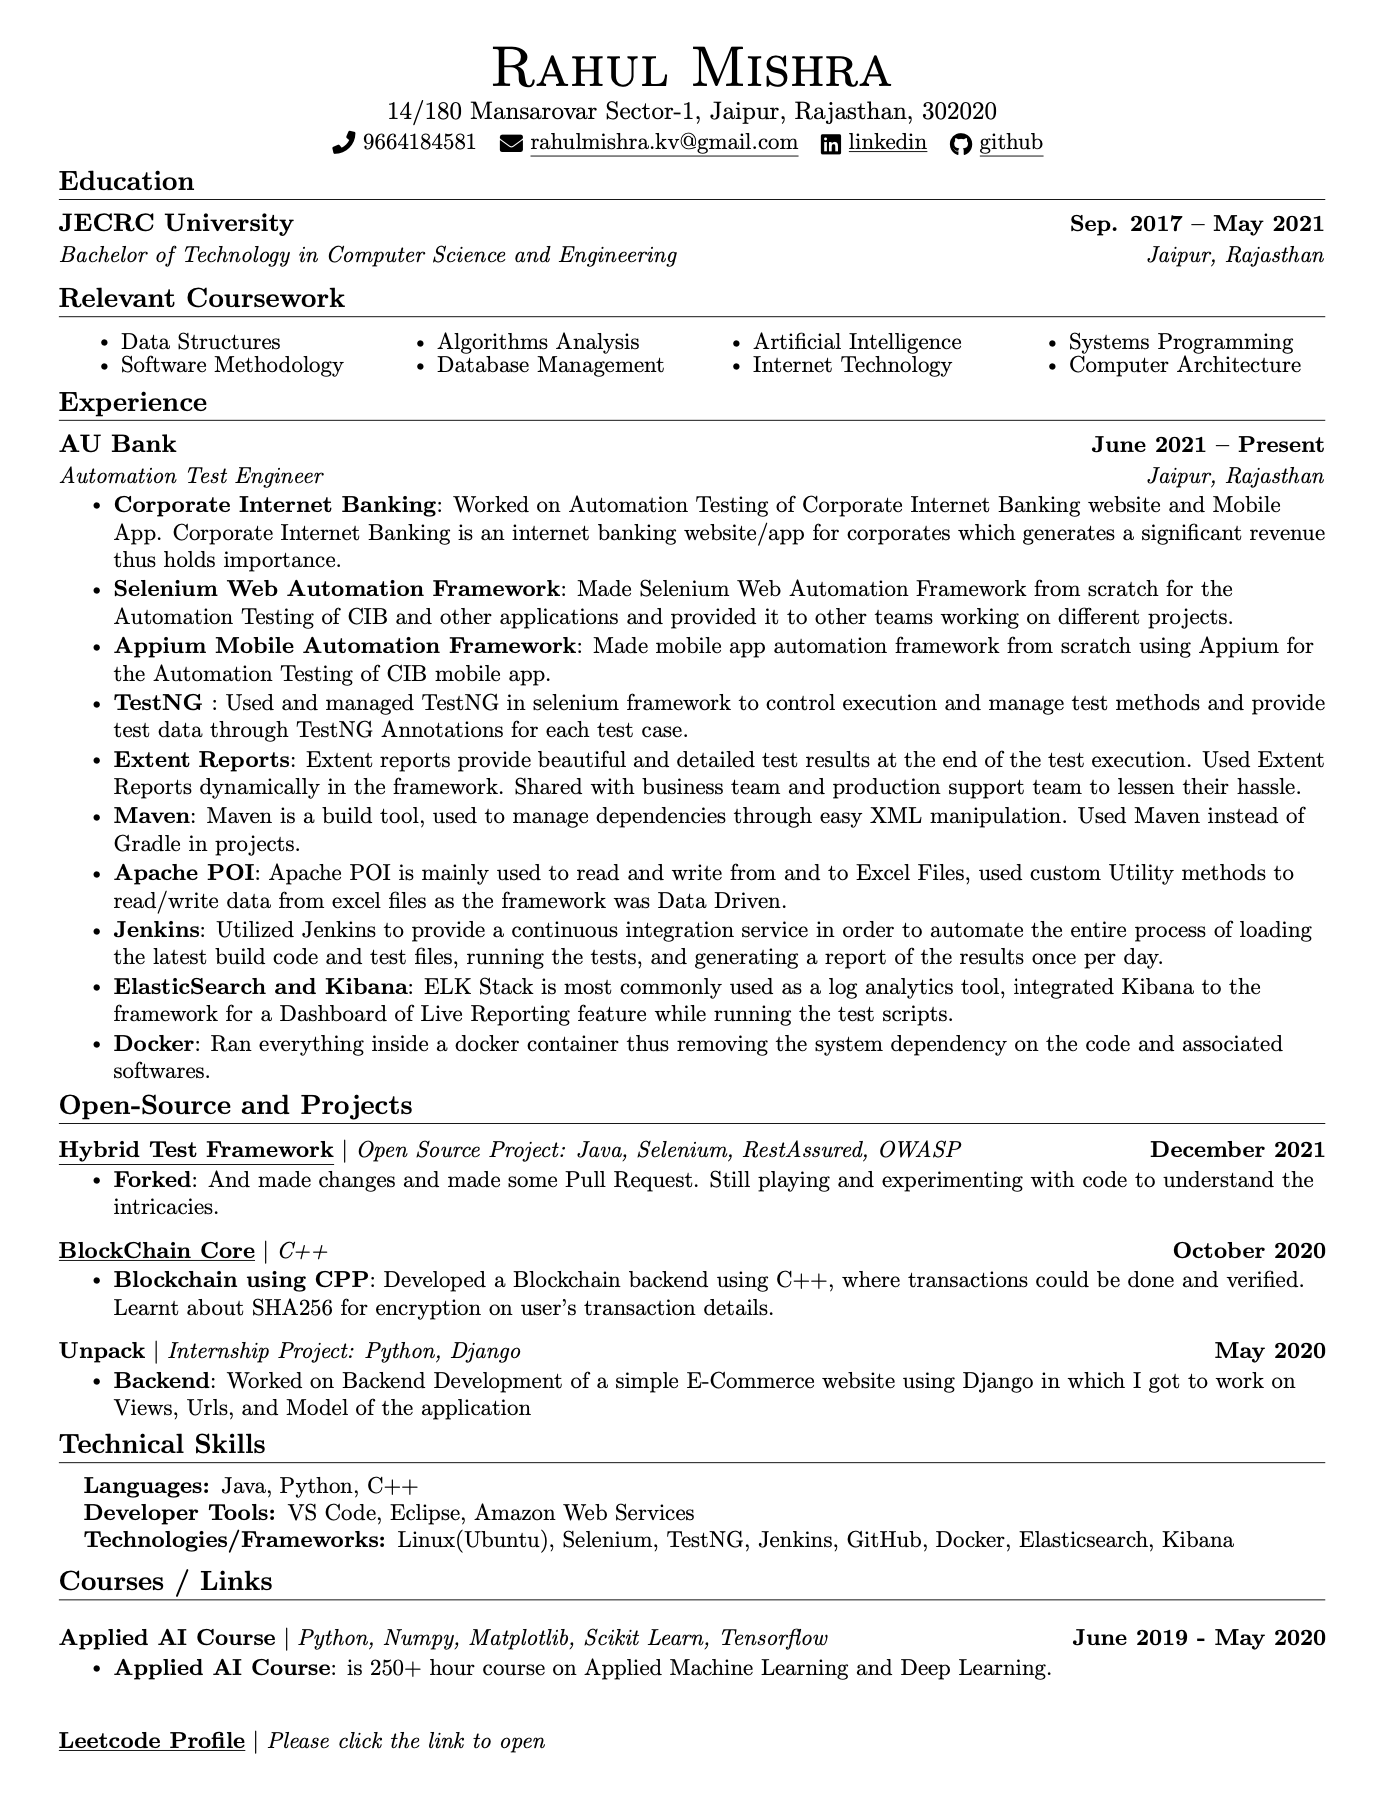 Rahul Mishra
14/180 Mansarovar Sector-1, Jaipur, Rajasthan, 302020
9664184581 rahulmishra.kv@gmail.com linkedin github
Education
JECRC University Sep. 2017 – May 2021
Bachelor of Technology in Computer Science and Engineering Jaipur, Rajasthan
Relevant Coursework
• Data Structures • Algorithms Analysis • Artificial Intelligence • Systems Programming
• Software Methodology • Database Management • Internet Technology • Computer Architecture
Experience
AU Bank June 2021 – Present
Automation Test Engineer Jaipur, Rajasthan
• Corporate Internet Banking: Worked on Automation Testing of Corporate Internet Banking website and Mobile
App. Corporate Internet Banking is an internet banking website/app for corporates which generates a significant revenue
thus holds importance.
• Selenium Web Automation Framework: Made Selenium Web Automation Framework from scratch for the
Automation Testing of CIB and other applications and provided it to other teams working on different projects.
• Appium Mobile Automation Framework: Made mobile app automation framework from scratch using Appium for
the Automation Testing of CIB mobile app.
• TestNG : Used and managed TestNG in selenium framework to control execution and manage test methods and provide
test data through TestNG Annotations for each test case.
• Extent Reports: Extent reports provide beautiful and detailed test results at the end of the test execution. Used Extent
Reports dynamically in the framework. Shared with business team and production support team to lessen their hassle.
• Maven: Maven is a build tool, used to manage dependencies through easy XML manipulation. Used Maven instead of
Gradle in projects.
• Apache POI: Apache POI is mainly used to read and write from and to Excel Files, used custom Utility methods to
read/write data from excel files as the framework was Data Driven.
• Jenkins: Utilized Jenkins to provide a continuous integration service in order to automate the entire process of loading
the latest build code and test files, running the tests, and generating a report of the results once per day.
• ElasticSearch and Kibana: ELK Stack is most commonly used as a log analytics tool, integrated Kibana to the
framework for a Dashboard of Live Reporting feature while running the test scripts.
• Docker: Ran everything inside a docker container thus removing the system dependency on the code and associated
softwares.
Open-Source and Projects
Hybrid Test Framework | Open Source Project: Java, Selenium, RestAssured, OWASP December 2021
• Forked: And made changes and made some Pull Request. Still playing and experimenting with code to understand the
intricacies.
BlockChain Core | C++ October 2020
• Blockchain using CPP: Developed a Blockchain backend using C++, where transactions could be done and verified.
Learnt about SHA256 for encryption on user's transaction details.
Unpack | Internship Project: Python, Django May 2020
• Backend: Worked on Backend Development of a simple E-Commerce website using Django in which I got to work on
Views, Urls, and Model of the application
Technical Skills
Languages: Java, Python, C++
Developer Tools: VS Code, Eclipse, Amazon Web Services
Technologies/Frameworks: Linux(Ubuntu), Selenium, TestNG, Jenkins, GitHub, Docker, Elasticsearch, Kibana
Courses / Links
Applied AI Course | Python, Numpy, Matplotlib, Scikit Learn, Tensorflow June 2019 - May 2020
• Applied AI Course: is 250+ hour course on Applied Machine Learning and Deep Learning.
Leetcode Profile | Please click the link to open